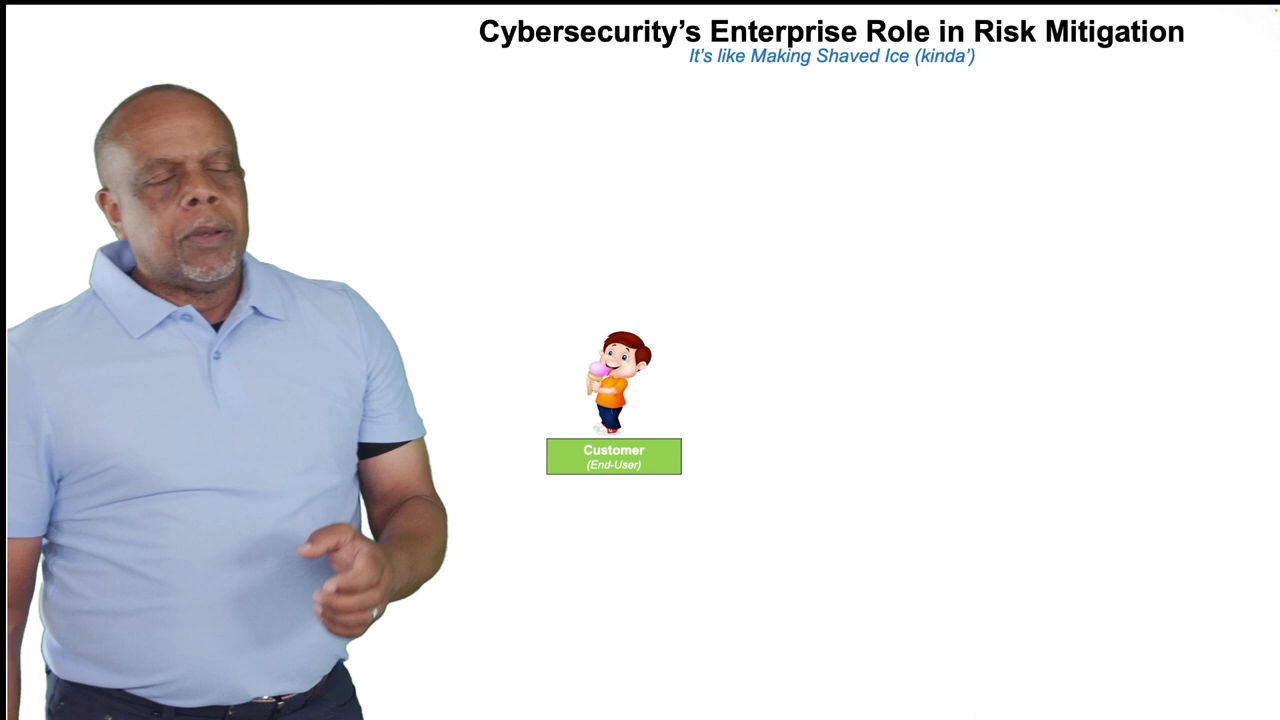 Cybersecurity’s Enterprise Role in Risk Mitigation
It’s like Making Shaved Ice (kinda’)
Customer
(End-User)